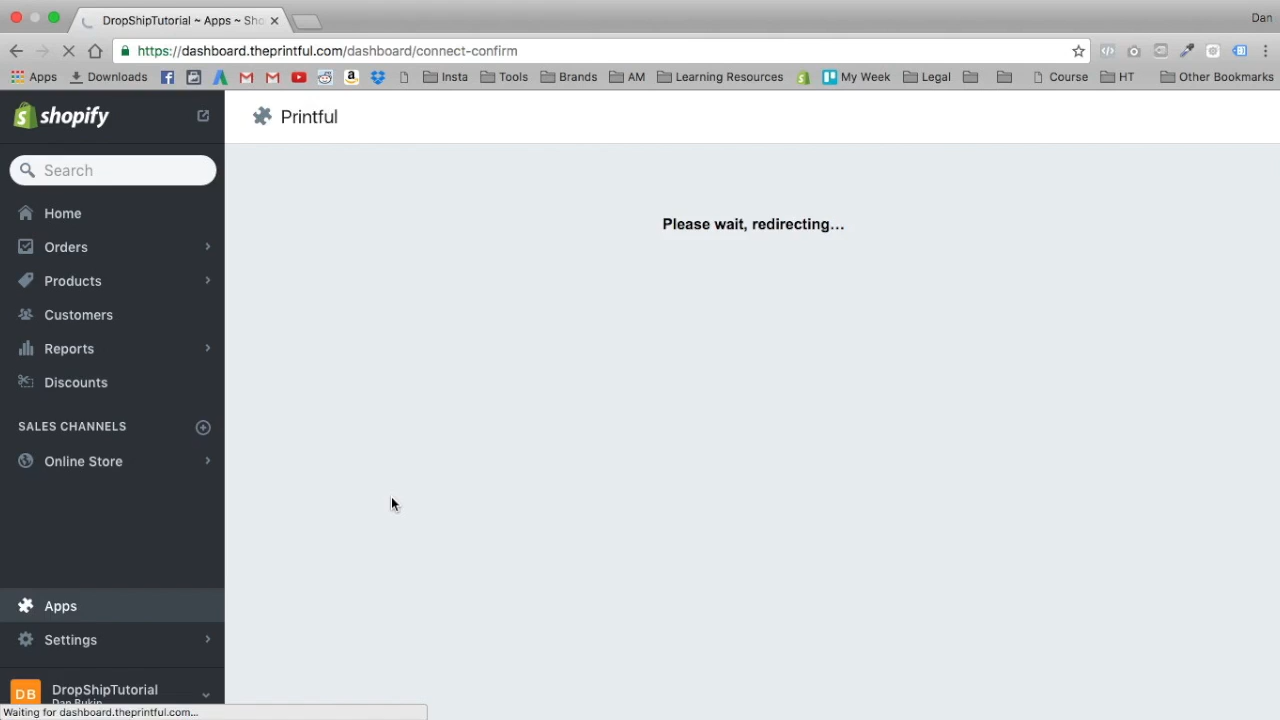 DropShipTutorial ~ Apps ~ Sho
Dan
https://dashboard.theprintful.com/dashboard/connect-confirm
Apps
Downloads
Insta
Tools
Brands
AM
Learning Resources
My Week
Legal
Course
HT
Other Bookmarks
shopify
Printful
Search
Please wait, redirecting...
Home
Orders
Products
Customers
Reports
Discounts
SALES CHANNELS
Online Store
Apps
Settings
DB
DropShipTutorial
Waiting for dashboard.theprintful.com...